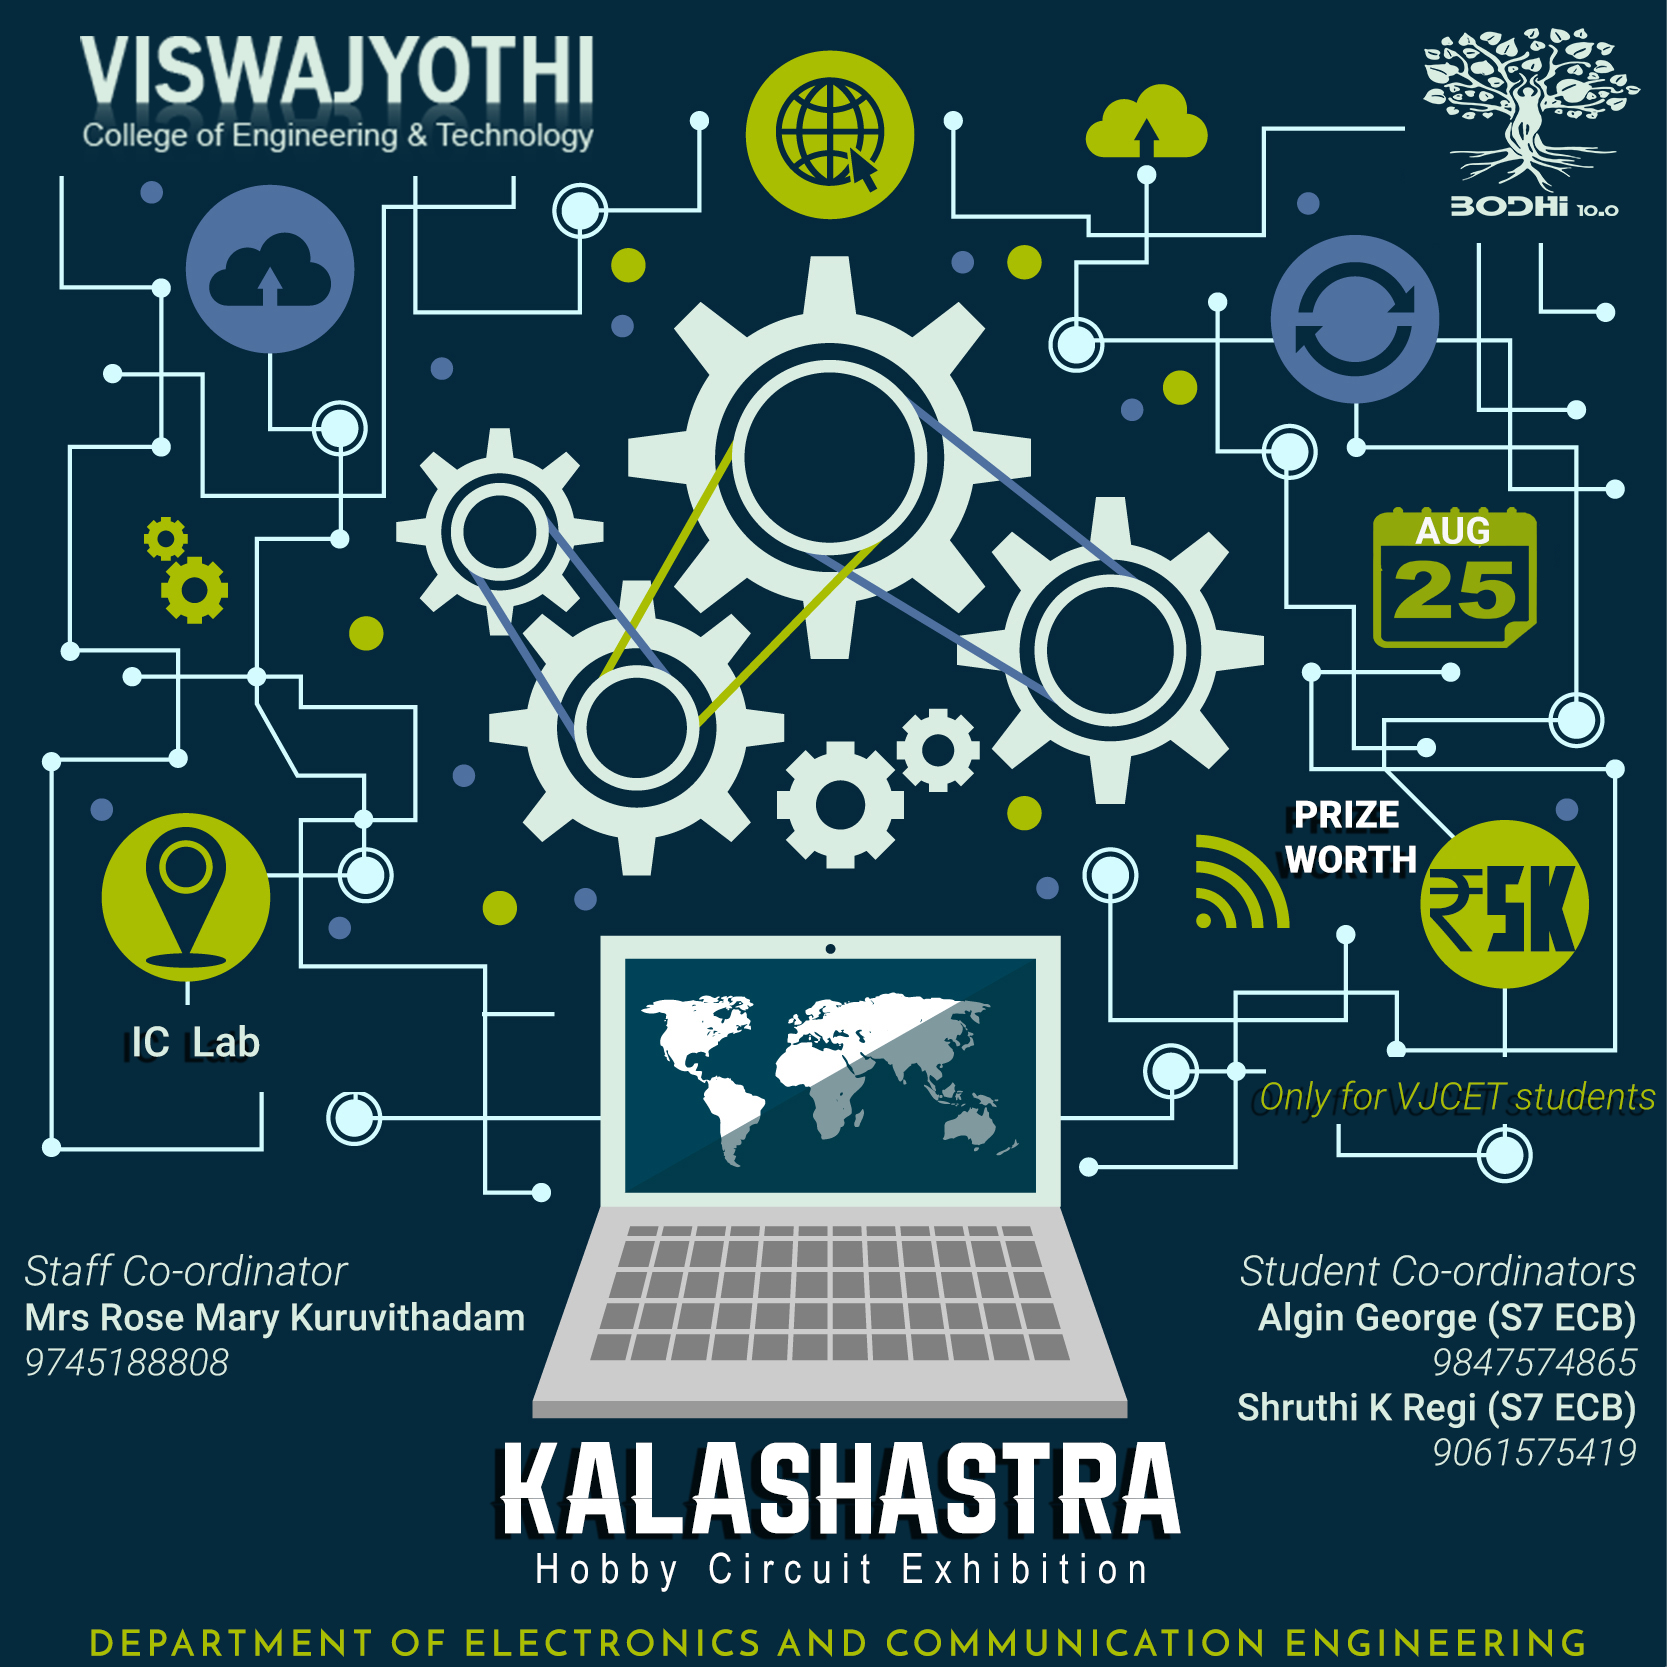 VISWAJYOTHI
College of Engineering & Technology
BODHi 10.0
AUG
25
PRIZE
WORTH
₹5K
IC Lab
Only for VJCET students
Staff Co-ordinator
Mrs Rose Mary Kuruvithadam
9745188808
Student Co-ordinators
Algin George (S7 ECB)
9847574865
Shruthi K Regi (S7 ECB)
9061575419
KALASHASTRA
Hobby Circuit Exhibition
DEPARTMENT OF ELECTRONICS AND COMMUNICATION ENGINEERING